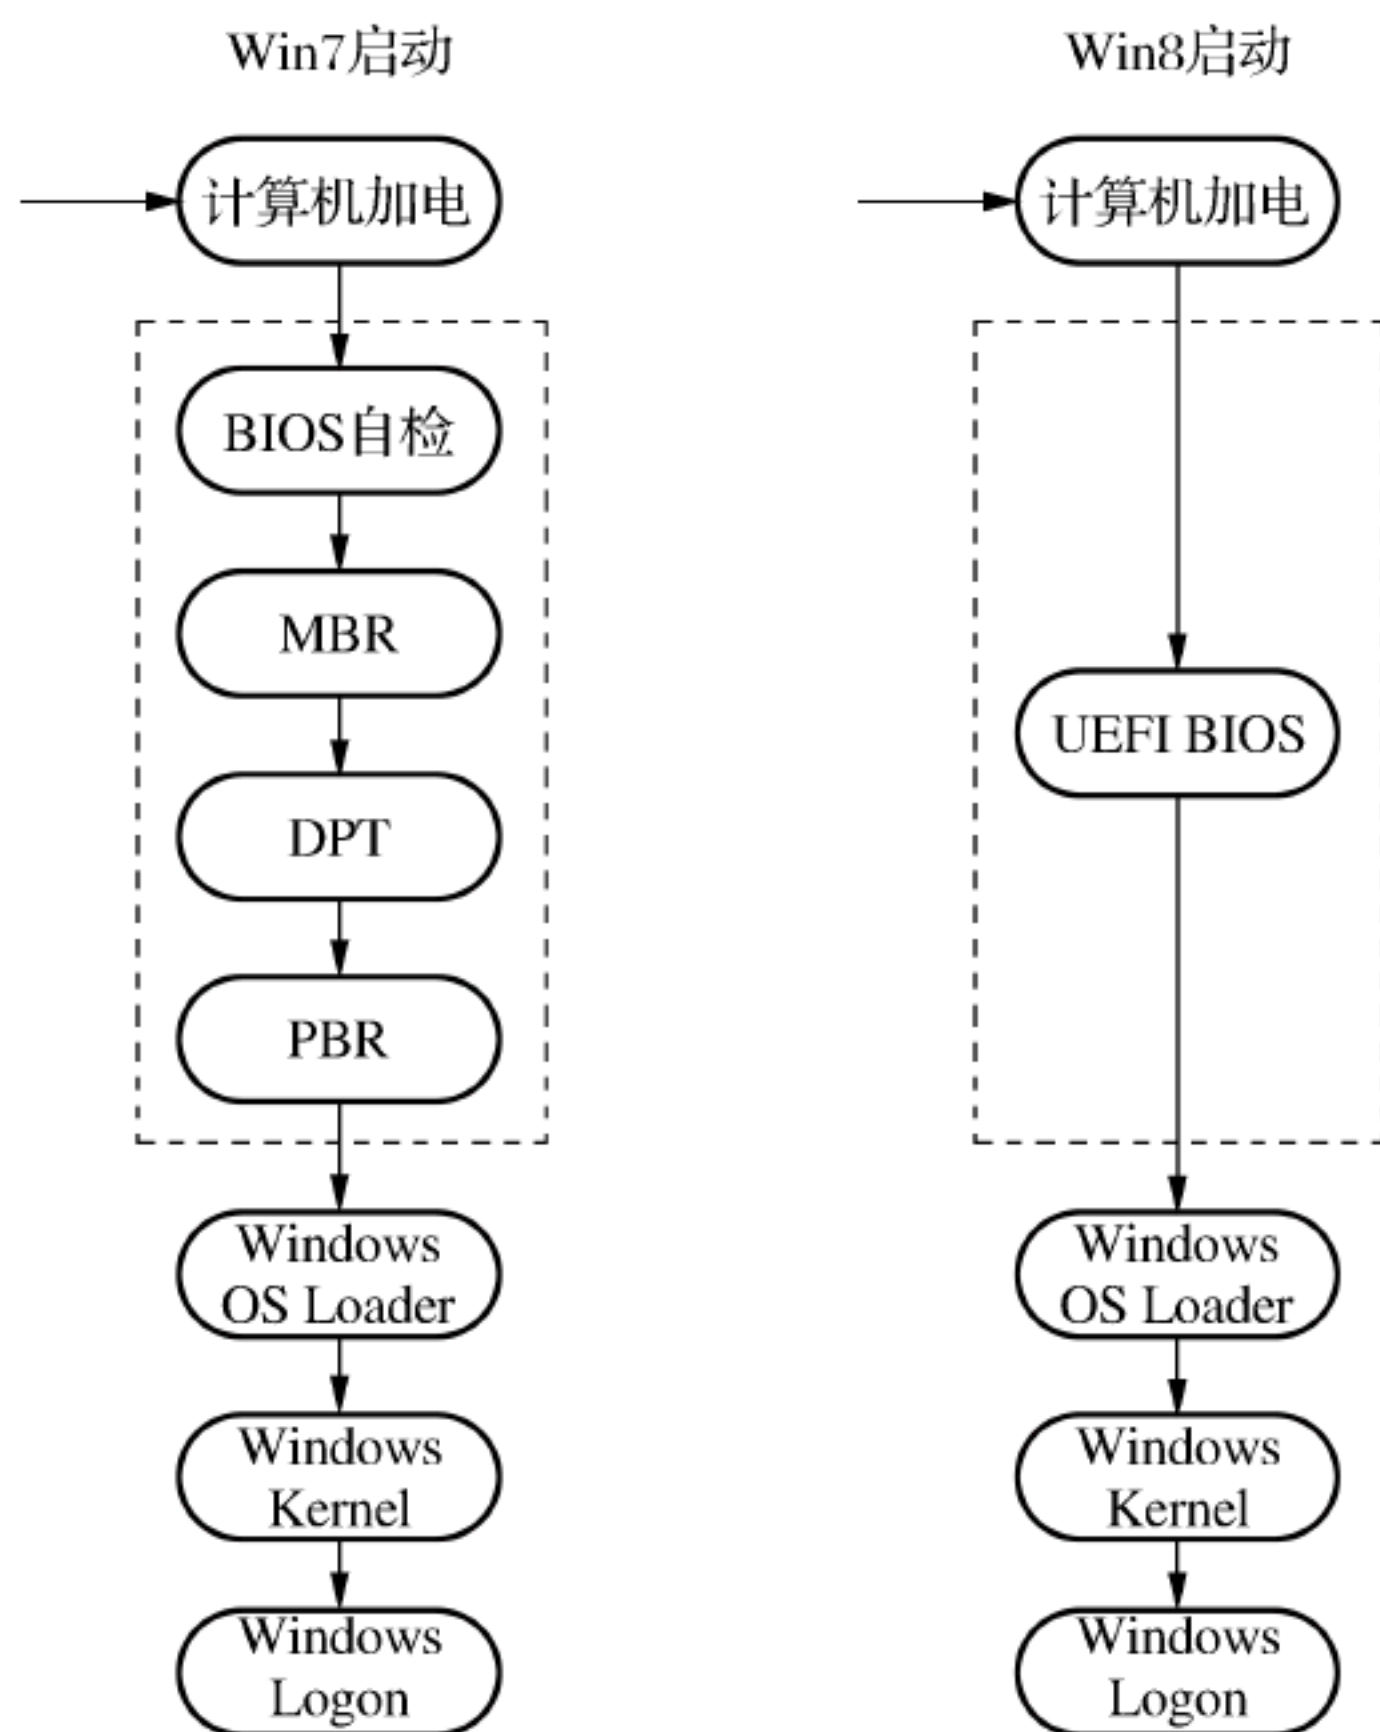 Win7启动
计算机加电
BIOS自检
MBR
DPT
PBR
Windows
OS Loader
Windows
Kernel
Windows
Logon
Win8启动
计算机加电
UEFI BIOS
Windows
OS Loader
Windows
Kernel
Windows
Logon